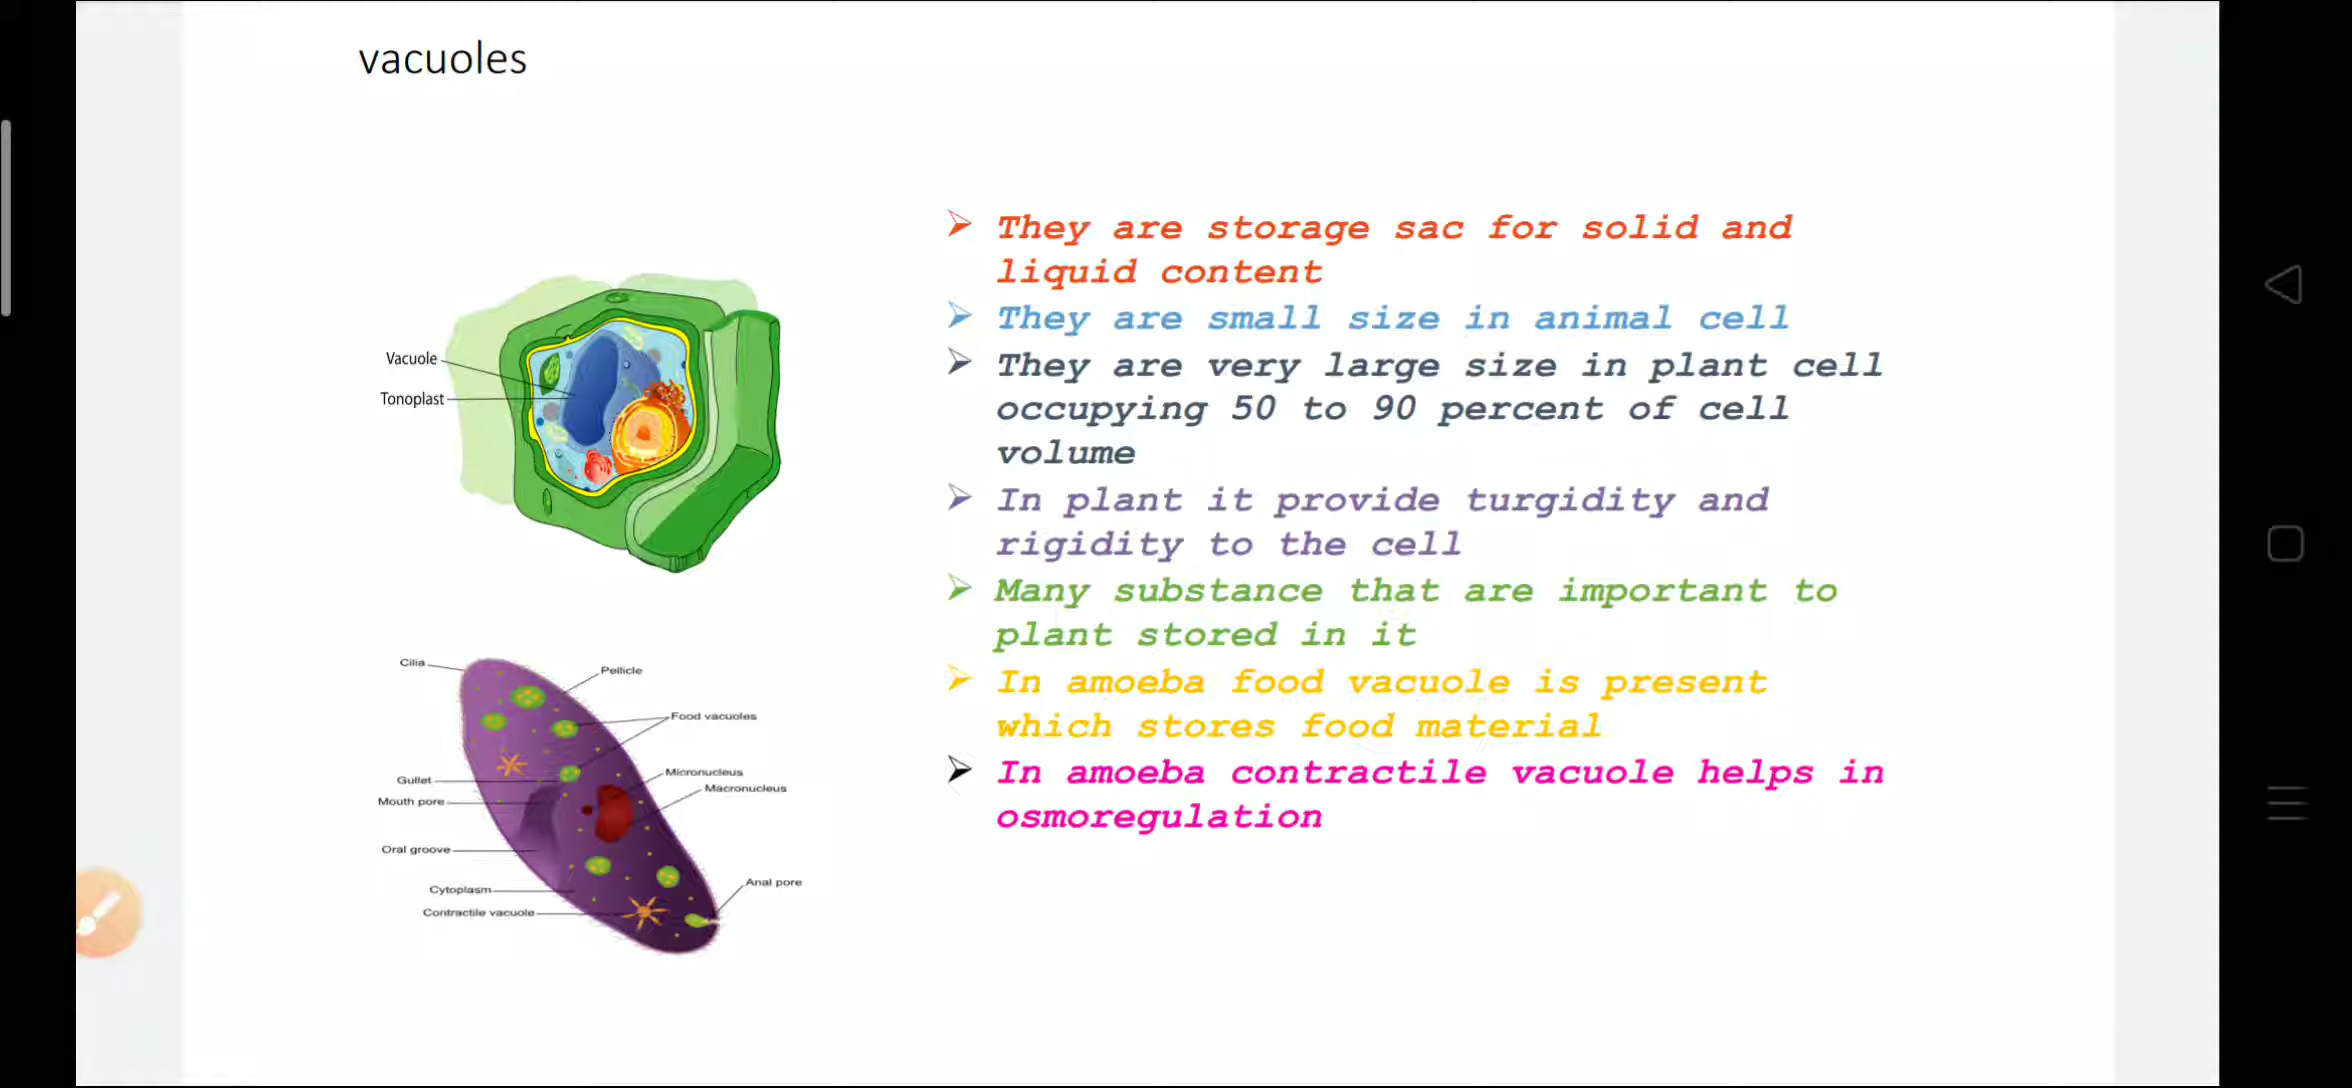 vacuoles
They are storage sac for solid and
liquid content
They are small size in animal cell
They are very large size in plant cell
occupying 50 to 90 percent of cell
volume
In plant it provide turgidity and
rigidity to the cell
Many substance that are important to
plant stored in it
In amoeba food vacuole is present
which stores food material
In amoeba contractile vacuole helps in
osmoregulation
Vacuole
Tonoplast
Cilia
Pellicle
Food vacuoles
Micronucleus
Gullet
Macronucleus
Mouth pore
Oral groove
Anal pore
Cytoplasm
Contractile vacuole